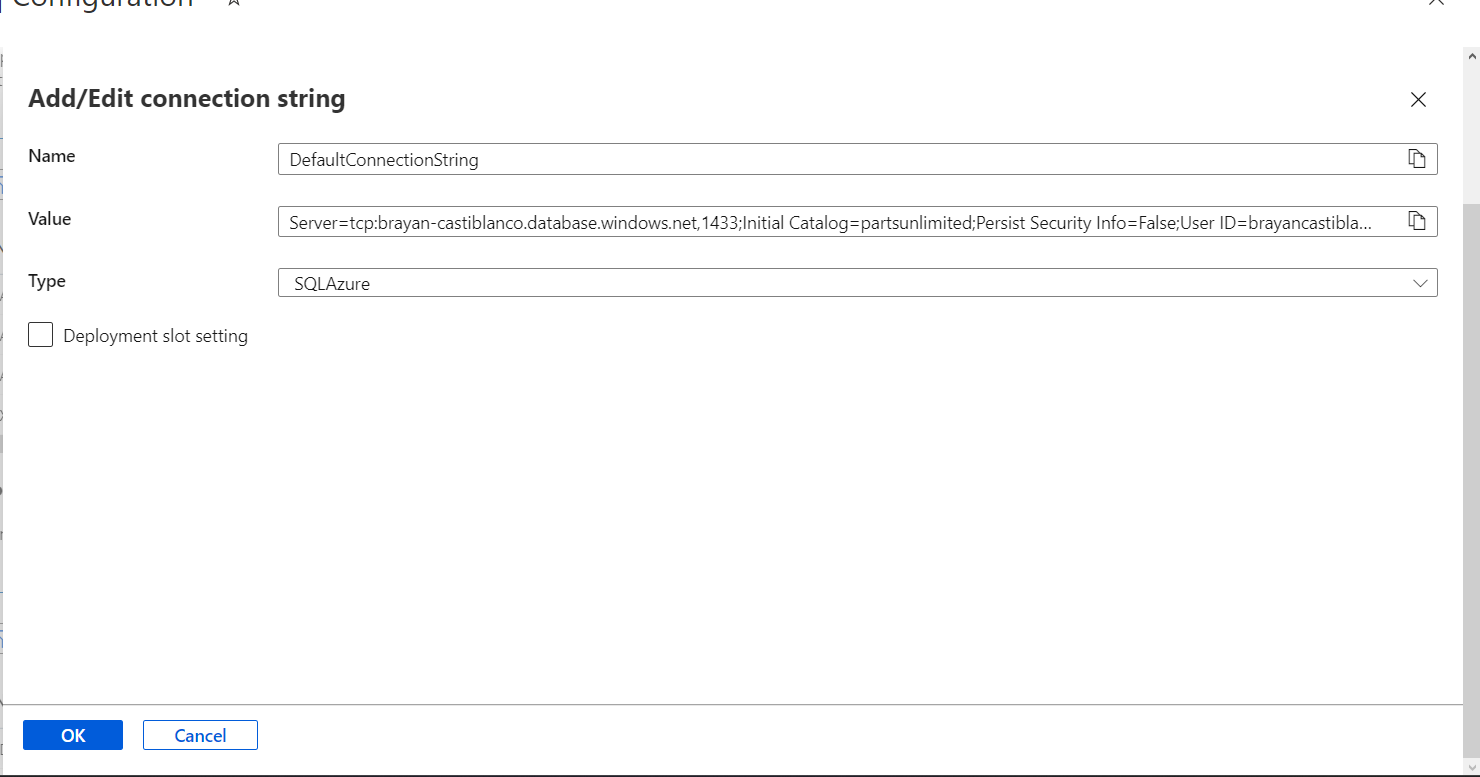 Configuration
Add/Edit connection string
Name
DefaultConnectionString
Value
Server=tcp:brayan-castiblanco.database.windows.net,1433;Initial Catalog=partsunlimited;Persist Security Info=False;User ID=brayancastibla...
Type
SQLAzure
Deployment slot setting
OK
Cancel